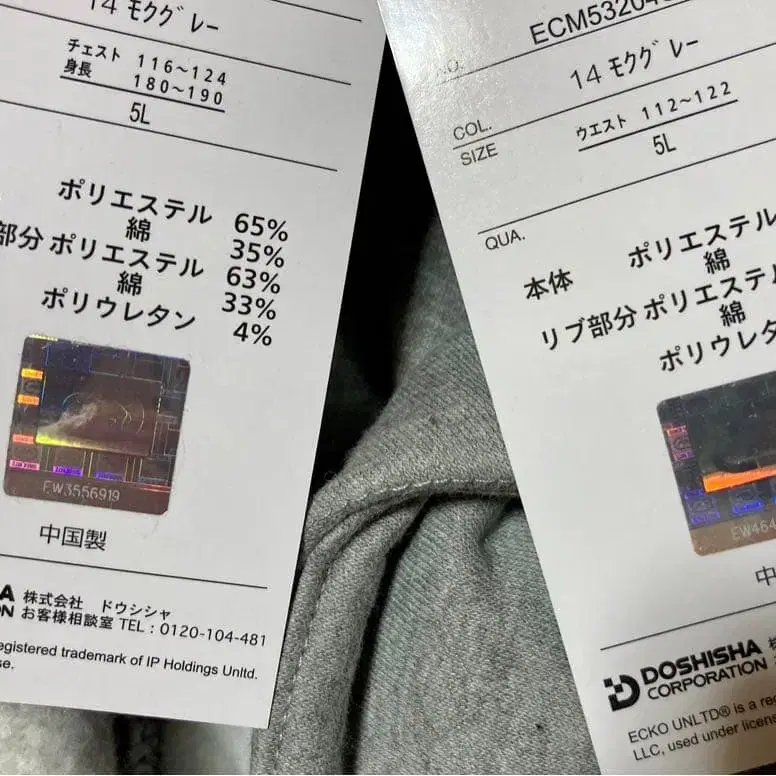 14 モクグレー
チェスト 116～124
身長 180～190
5L
ポリエステル 65%
綿 35%
部分 ポリエステル 63%
綿 33%
ポリウレタン 4%
EW3556919
中国製
株式会社 ドウシシャ
お客様相談室 TEL:0120-104-481
egistered trademark of IP Holdings Unltd.
se.
ECM5320
14 モクグレー
COL.
SIZE
ウエスト 112～122
5L
QUA.
本体 ポリエステル
綿
リブ部分 ポリエステル
綿
ポリウレタ
EW464
中
DOSHISHA
CORPORATION
ECKO UNLTD® is a re
LLC, used under licens